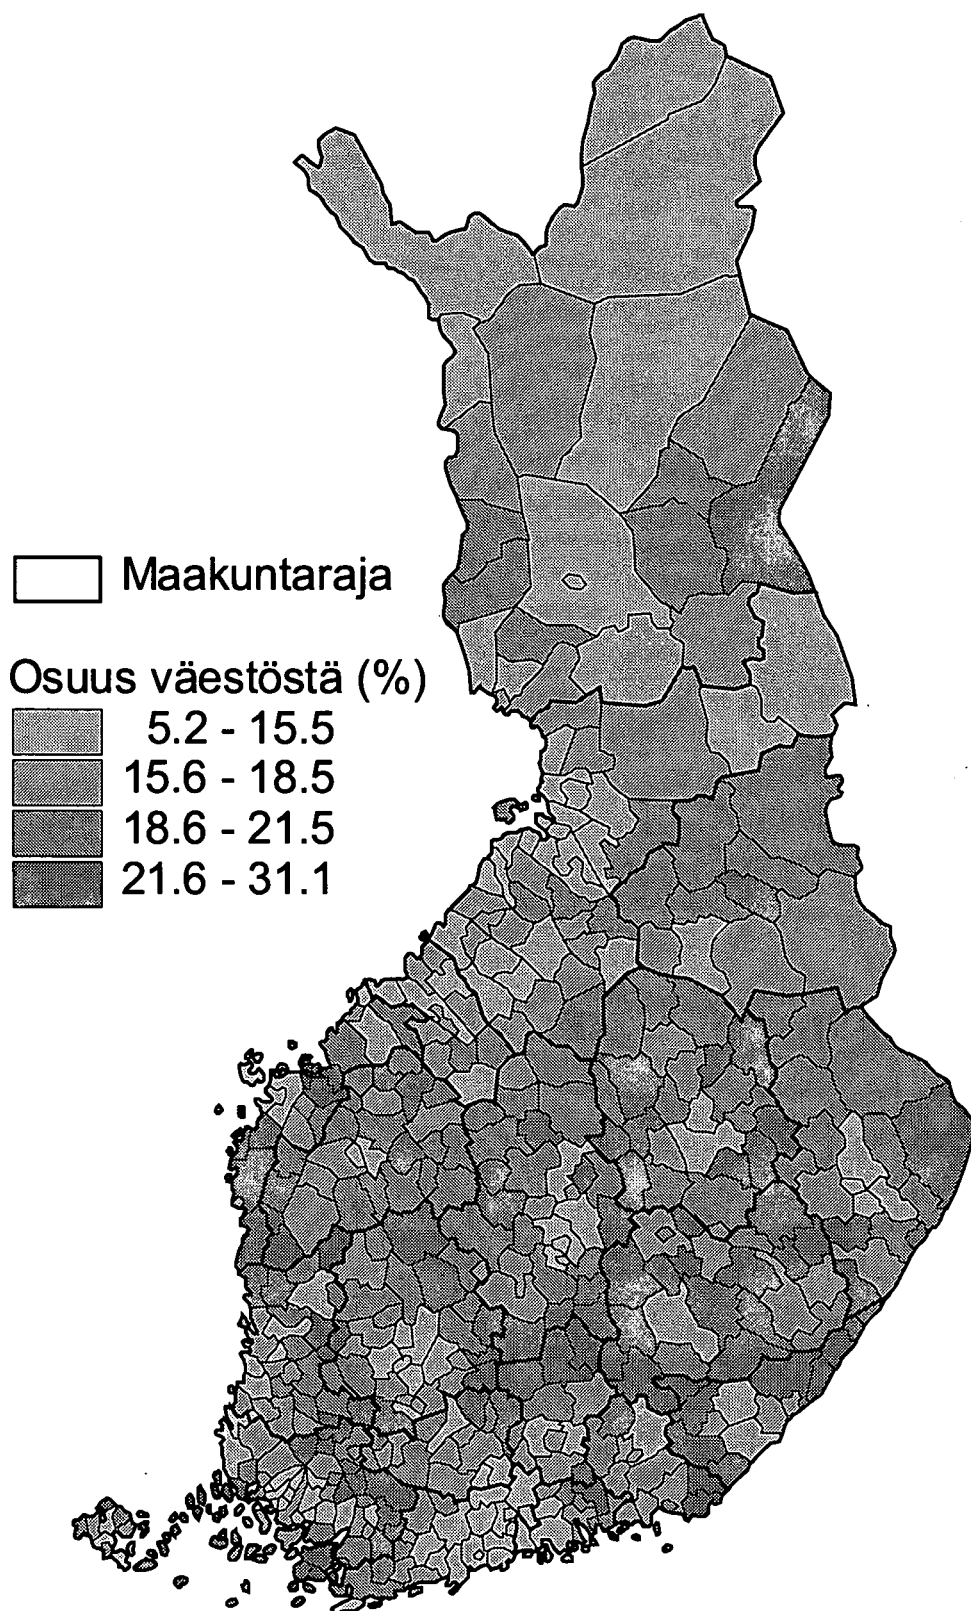 Maakuntaraja
Osuus väestöstä (%)
5.2 - 15.5
15.6 - 18.5
18.6 - 21.5
21.6 - 31.1